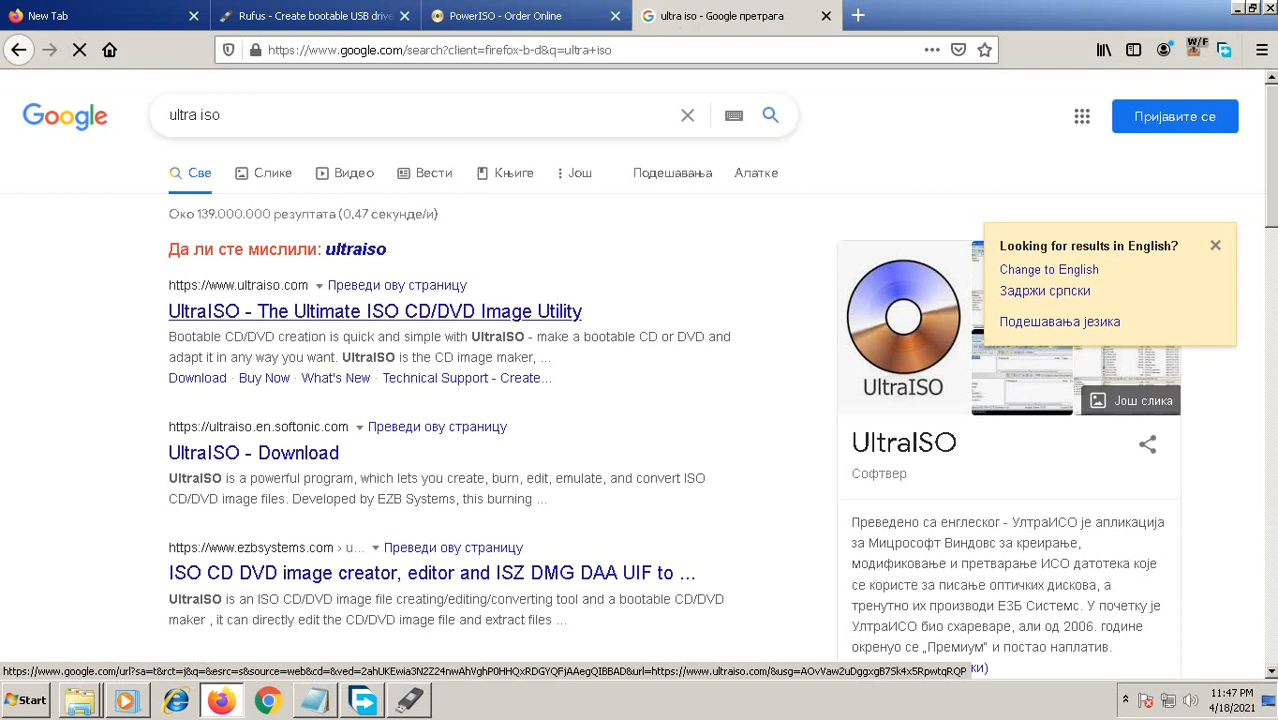 New Tab
Rufus - Create bootable USB drive
PowerISO - Order Online
ultra iso - Google претрага
https://www.google.com/search?client=firefox-b-d&q=ultra+iso
W/F
Google
ultra iso
Пријавите се
Све
Слике
Видео
Вести
Књиге
Још
Подешавања
Алатке
Око 139.000.000 резултата (0,47 секунде/и)
Да ли сте мислили: ultraiso
https://www.ultraiso.com Преведи ову страницу
UltraISO - The Ultimate ISO CD/DVD Image Utility
Bootable CD/DVD creation is quick and simple with UltraISO - make a bootable CD or DVD and
adapt it in any way you want. UltraISO is the CD image maker, ...
Download · Buy Now · What's New · Technical Support - Create...
https://ultraiso.en.softonic.com Преведи ову страницу
UltraISO - Download
UltraISO is a powerful program, which lets you create, burn, edit, emulate, and convert ISO
CD/DVD image files. Developed by EZB Systems, this burning ...
https://www.ezbsystems.com › u... Преведи ову страницу
ISO CD DVD image creator, editor and ISZ DMG DAA UIF to ...
UltraISO is an ISO CD/DVD image file creating/editing/converting tool and a bootable CD/DVD
maker , it can directly edit the CD/DVD image file and extract files ...
Looking for results in English?
Change to English
Задржи српски
Подешавања језика
UltraISO
Још слика
UltraISO
Софтвер
Преведено са енглеског - УлтраИСО је апликација
за Мицрософт Виндовс за креирање,
модификовање и претварање ИСО датотека које
се користе за писање оптичких дискова, а
тренутно их производи ЕЗБ Системс. У почетку је
УлтраИСО био схареваре, али од 2006. године
окренуо се „Премиум” и постао наплатив.
ки)
https://www.google.com/url?sa=t&rct=j&q=&esrc=s&source=web&cd=&ved=2ahUKEwia3N2Z24nwAhVghP0HHQxRDGYQFjAAegQIBBAD&url=https://www.ultraiso.com/&usg=AOvVaw2uDggxgB7Sk4x5RpwtqRQP
Start
11:47 PM
4/18/2021